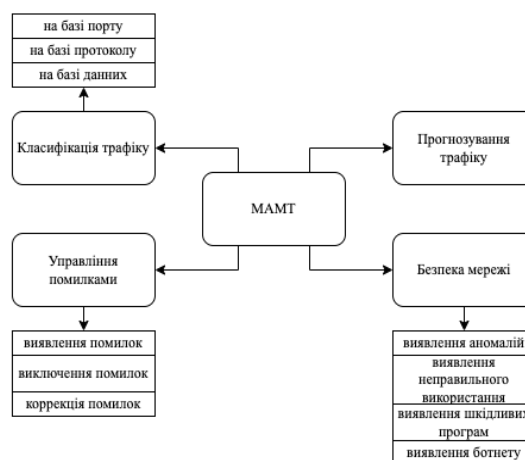 на базі порту
на базі протоколу
на базі данних
Класифікація трафіку
Прогнозування
трафіку
МАМТ
Управління
помилками
Безпека мережі
виявлення помилок
виключення помилок
коррекція помилок
виявлення аномалій
виявлення
неправильного
використання
виявлення шкідливих
програм
виявлення ботнету